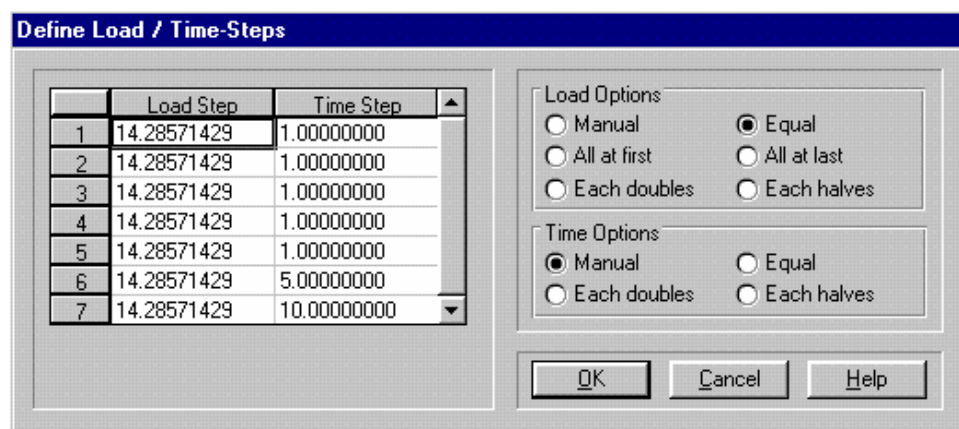 Define Load / Time-Steps
Load Step Time Step
1 14.28571429 1.00000000
2 14.28571429 1.00000000
3 14.28571429 1.00000000
4 14.28571429 1.00000000
5 14.28571429 1.00000000
6 14.28571429 5.00000000
7 14.28571429 10.00000000
Load Options
Manual Equal
All at first All at last
Each doubles Each halves
Time Options
Manual Equal
Each doubles Each halves
OK Cancel Help